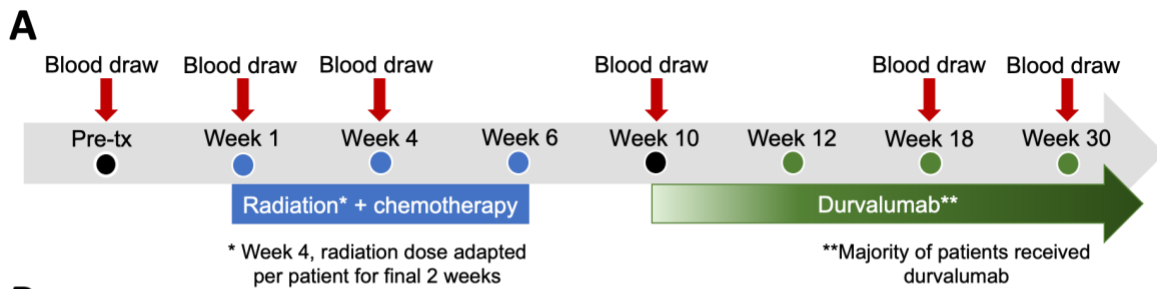 A
Blood draw Blood draw Blood draw Blood draw Blood draw Blood draw
Pre-tx Week 1 Week 4 Week 6 Week 10 Week 12 Week 18 Week 30
Radiation* + chemotherapy Durvalumab**
* Week 4, radiation dose adapted
per patient for final 2 weeks
**Majority of patients received
durvalumab